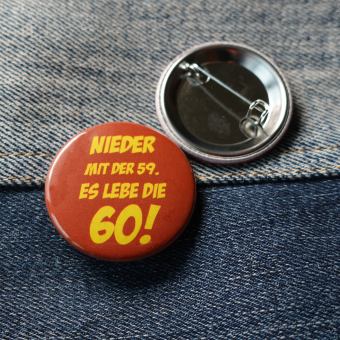 NIEDER
MIT DER 59.
ES LEBE DIE
60!